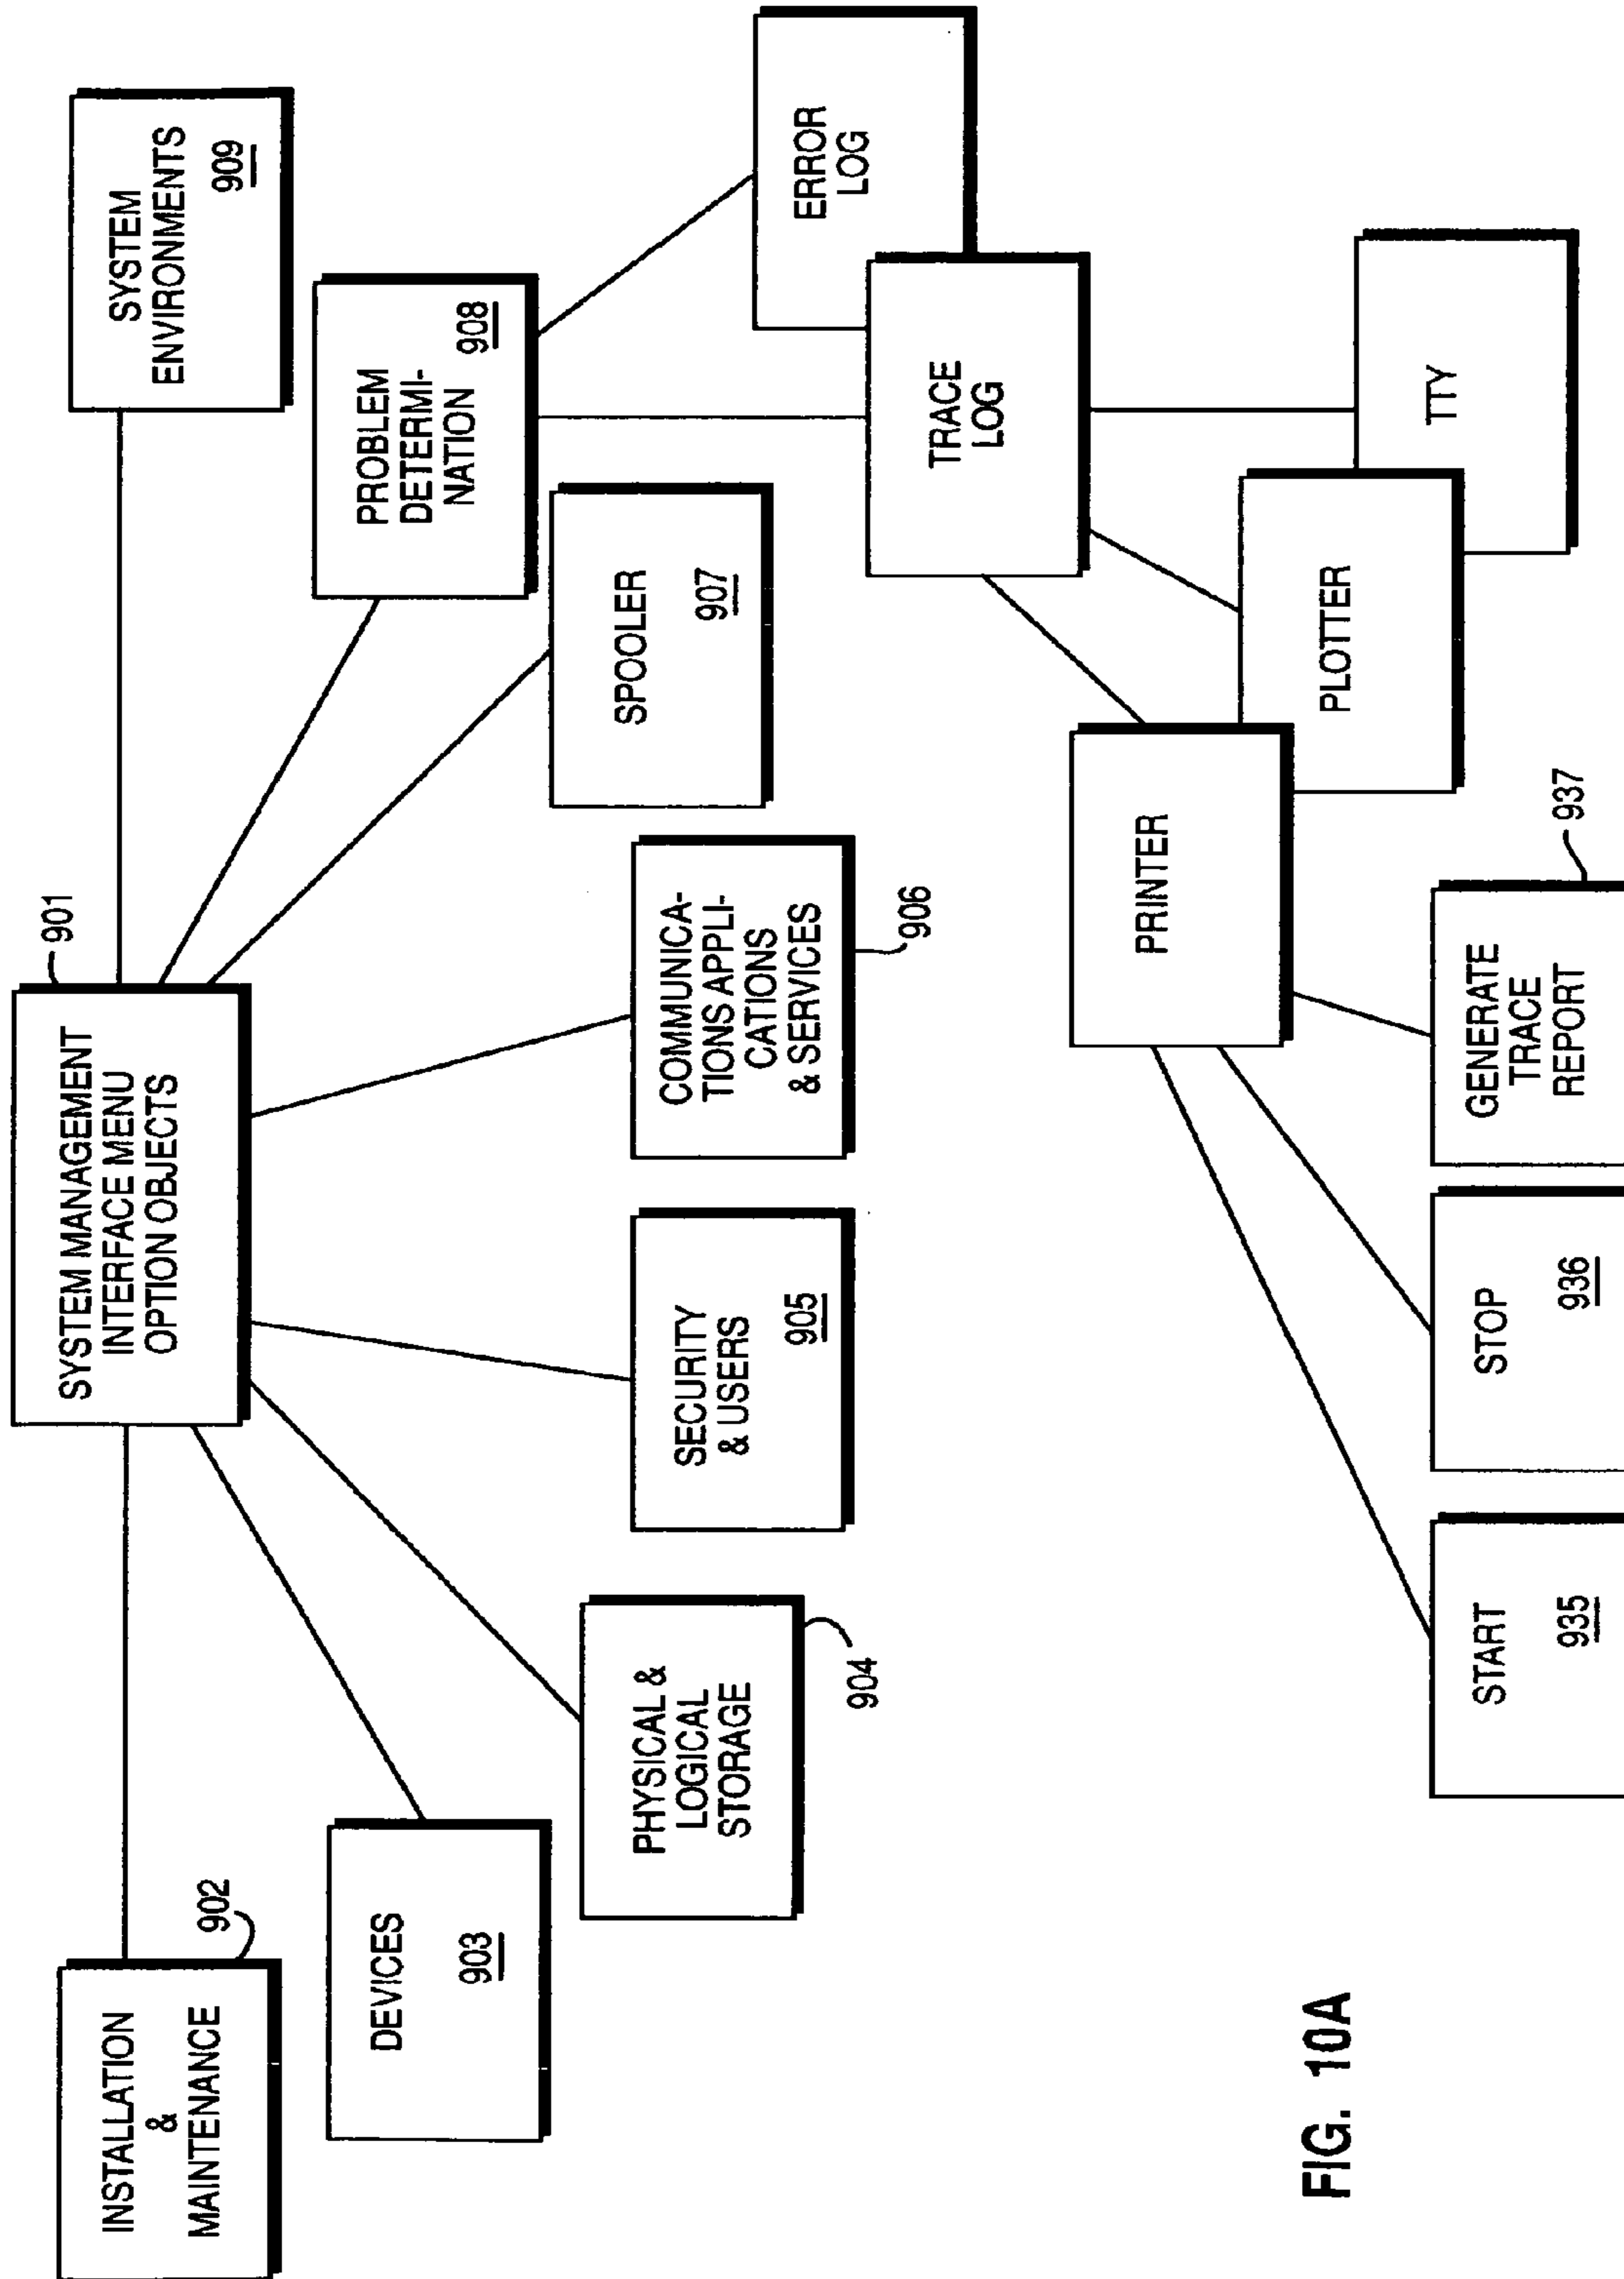 SYSTEM MANAGEMENT
INTERFACE MENU
OPTION OBJECTS
901
INSTALLATION
&
MAINTENANCE
902
DEVICES
903
PHYSICAL &
LOGICAL
STORAGE
904
SECURITY
& USERS
905
COMMUNICA-
TIONS APPLI-
CATIONS
& SERVICES
906
SPOOLER
907
PROBLEM
DETERMI-
NATION
908
SYSTEM
ENVIRONMENTS
909
ERROR
LOG
TRACE
LOG
PRINTER
PLOTTER
TTY
START
935
STOP
936
GENERATE
TRACE
REPORT
937
FIG. 10A